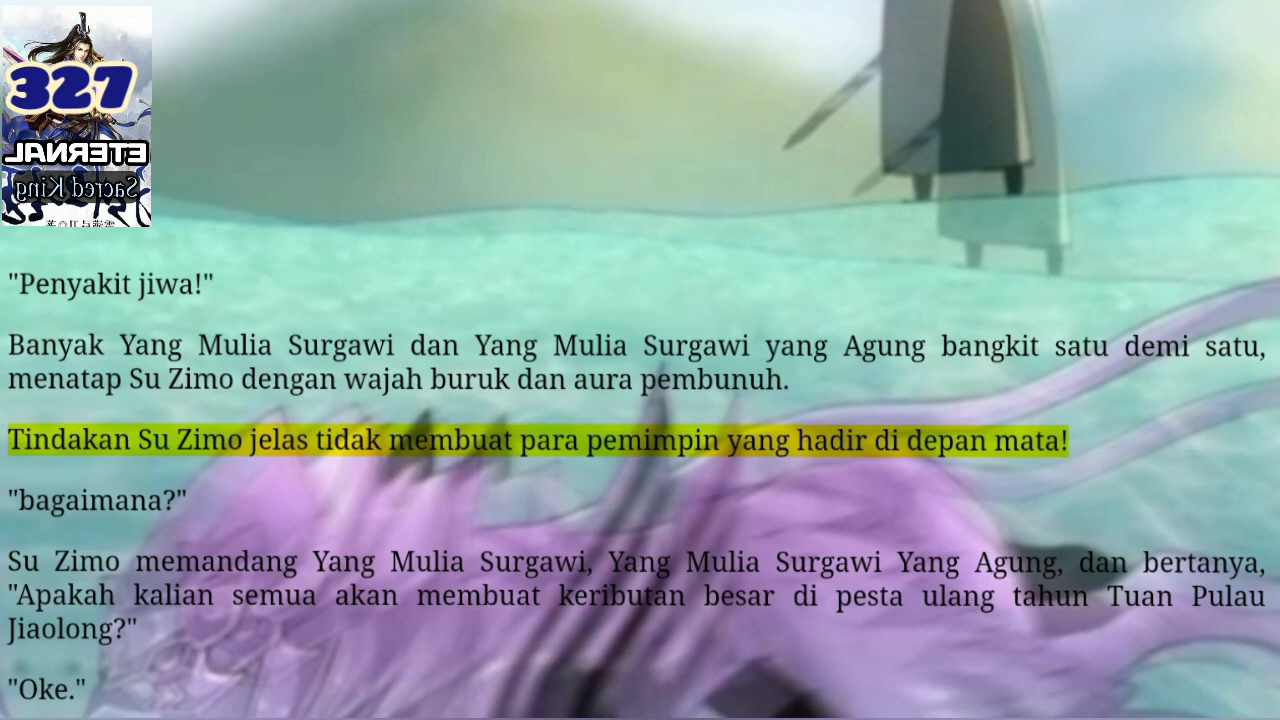 327
ETERNAL
Sacred King
"Penyakit jiwa!"
Banyak Yang Mulia Surgawi dan Yang Mulia Surgawi yang Agung bangkit satu demi satu,
menatap Su Zimo dengan wajah buruk dan aura pembunuh.
Tindakan Su Zimo jelas tidak membuat para pemimpin yang hadir di depan mata!
"bagaimana?"
Su Zimo memandang Yang Mulia Surgawi, Yang Mulia Surgawi Yang Agung, dan bertanya,
"Apakah kalian semua akan membuat keributan besar di pesta ulang tahun Tuan Pulau
Jiaolong?"
"Oke."